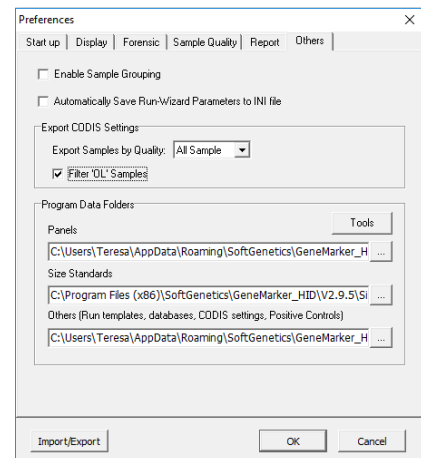 Preferences
Start up Display Forensic Sample Quality Report Others
Enable Sample Grouping
Automatically Save Run-Wizard Parameters to INI file
Export CODIS Settings
Export Samples by Quality: All Sample
Filter 'OL' Samples
Program Data Folders
Tools
Panels
C:\Users\Teresa\AppData\Roaming\SoftGenetics\GeneMarker_H ...
Size Standards
C:\Program Files (x86)\SoftGenetics\GeneMarker_HID\V2.9.5\Si ...
Others (Run templates, databases, CODIS settings, Positive Controls)
C:\Users\Teresa\AppData\Roaming\SoftGenetics\GeneMarker_H ...
Import/Export OK Cancel